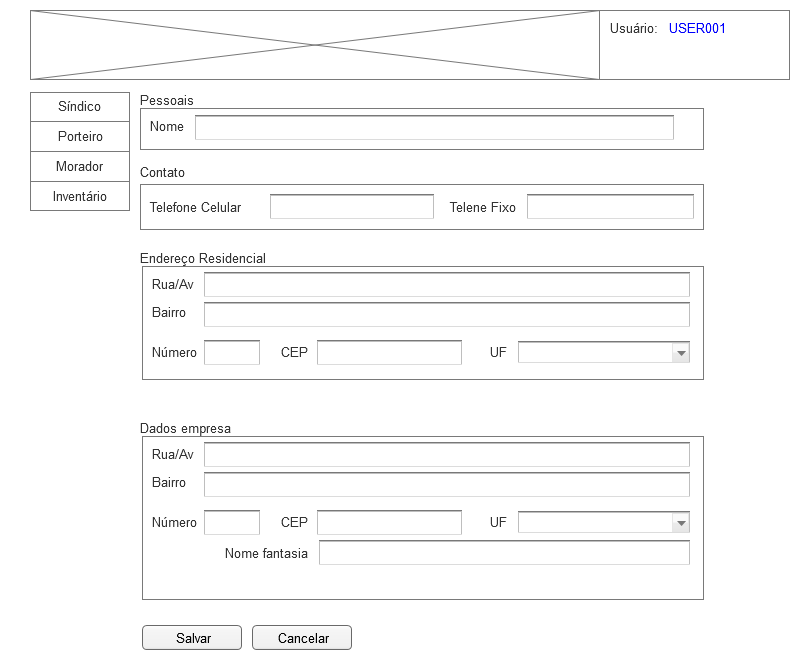 Usuário: USER001
Síndico
Porteiro
Morador
Inventário
Pessoais
Nome
Contato
Telefone Celular Telene Fixo
Endereço Residencial
Rua/Av
Bairro
Número CEP UF
Dados empresa
Rua/Av
Bairro
Número CEP UF
Nome fantasia
Salvar Cancelar